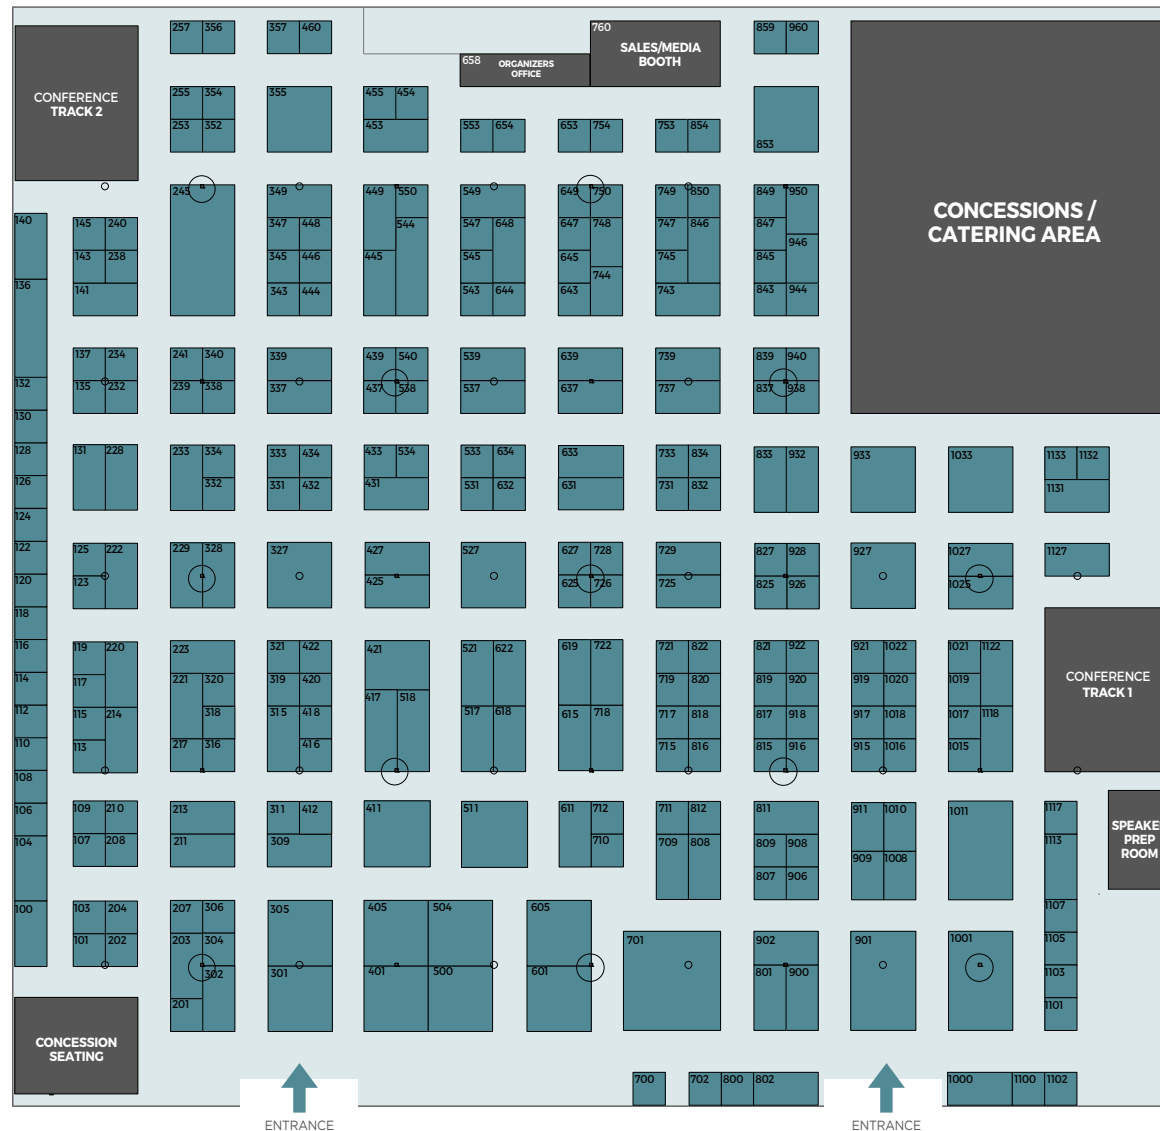 760
257 356 357 460 859 960
SALES/MEDIA
BOOTH
658 ORGANIZERS
OFFICE
CONFERENCE
TRACK 2
255 354 355 455 454
253 352 453 553 654 653 754 753 854 853
245 349 449 550 549 649 750 749 850 849 950
CONCESSIONS /
CATERING AREA
140 145 240 347 448 544 547 648 647 748 747 846 847
946
143 238 345 446 445 545 645 745 845
744
136 141 343 444 543 644 643 743 843 944
137 234 241 340 339 439 540 539 639 739 839 940
132 135 232 239 338 337 437 538 537 637 737 837 938
130
128 131 228 233 334 333 434 433 534 533 634 633 733 834 833 932 933 1033 1133 1132
126 332 331 432 431 531 632 631 731 832 1131
124
122 125 222 229 328 327 427 527 627 728 729 827 928 927 1027 1127
120 123 425 625 726 725 825 926 1025
118
116 119 220 223 321 422 421 521 622 619 722 721 822 821 922 921 1022 1021 1122
114 117 221 320 319 420 719 820 819 920 919 1020 1019
CONFERENCE
TRACK 1
417 518
112 115 214 318 315 418 517 618 615 718 717 818 817 918 917 1018 1017 1118
110 113 217 316 416 715 816 815 916 915 1016 1015
108
106 109 210 213 311 412 411 511 611 712 711 812 811 911 1010 1011 1117
SPEAKE
PREP
ROOM
104 107 208 211 309 710 709 808 809 908 1113
909 1008
807 906
100 103 204 207 306 305 405 504 605 1107
101 202 203 304 701 902 901 1001 1105
302 301 401 500 601 801 900 1103
201 1101
CONCESSION
SEATING
700 702 800 802 1000 1100 1102
ENTRANCE ENTRANCE